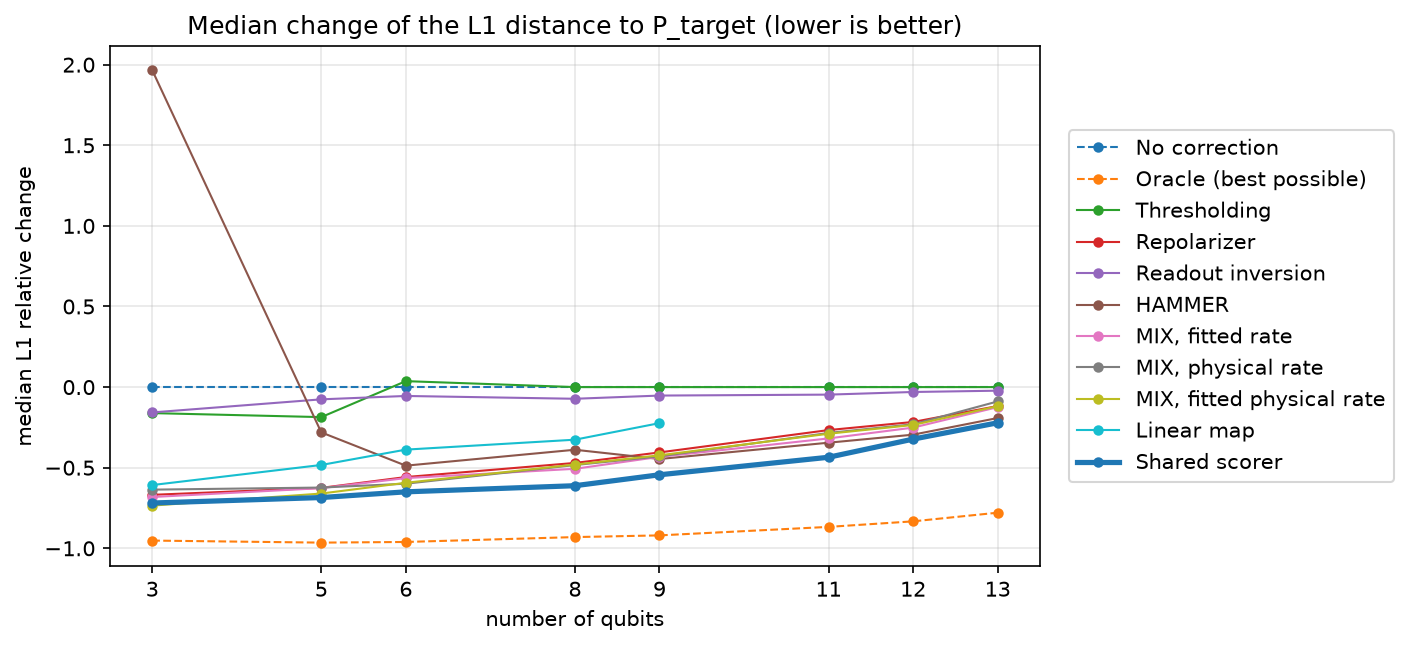 Median change of the L1 distance to P_target (lower is better)
median L1 relative change
2.0
1.5
1.0
0.5
0.0
−0.5
−1.0
3
5
6
8
9
11
12
13
number of qubits
No correction
Oracle (best possible)
Thresholding
Repolarizer
Readout inversion
HAMMER
MIX, fitted rate
MIX, physical rate
MIX, fitted physical rate
Linear map
Shared scorer